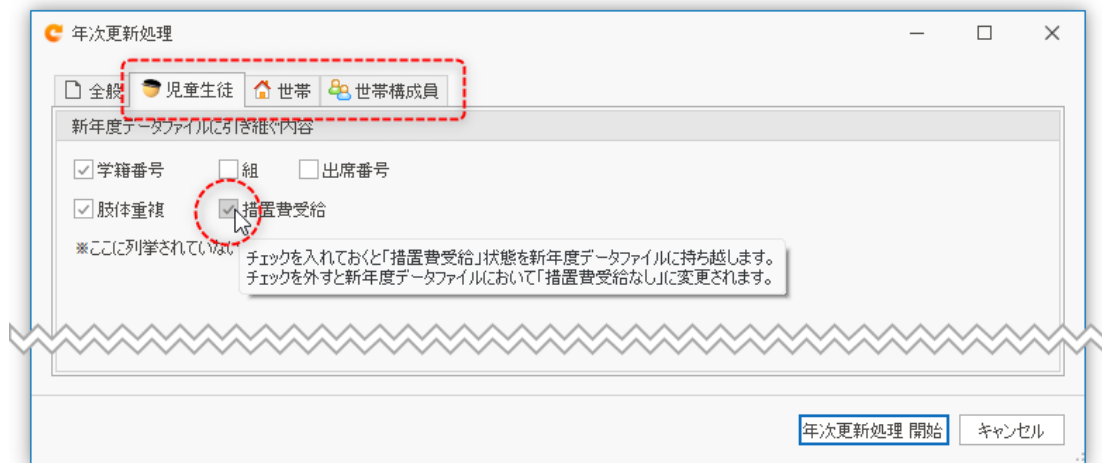 年次更新処理
全般 児童生徒 世帯 世帯構成員
新年度データファイルに引き継ぐ内容
学籍番号 組 出席番号
肢体重複 措置費受給
※ここに列挙されていない
チェックを入れておくと「措置費受給」状態を新年度データファイルに持ち越します。
チェックを外すと新年度データファイルにおいて「措置費受給なし」に変更されます。
年次更新処理 開始 キャンセル